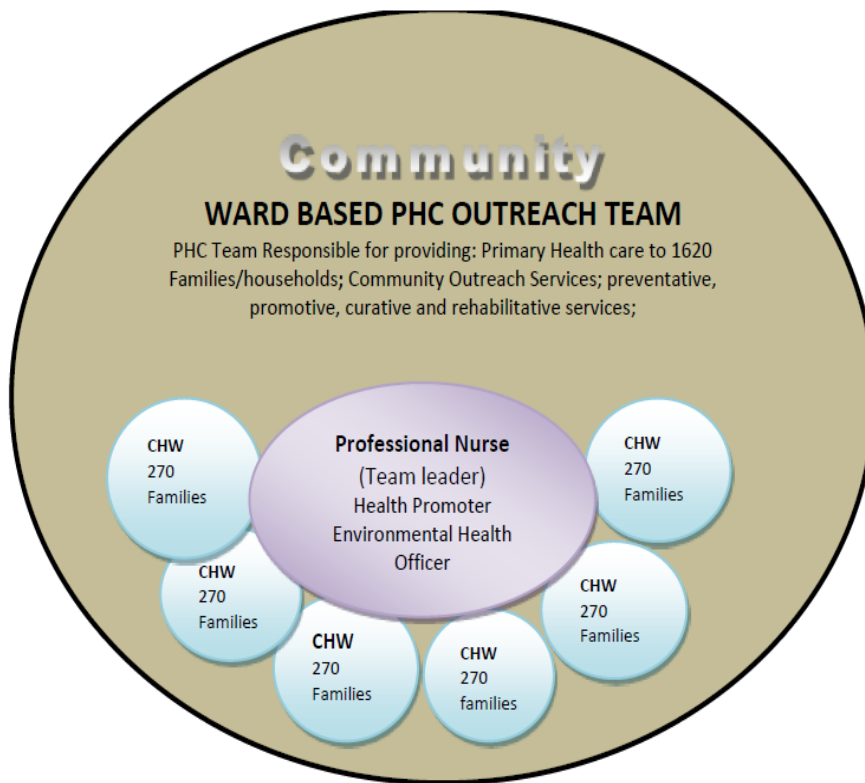 Community
WARD BASED PHC OUTREACH TEAM
PHC Team Responsible for providing: Primary Health care to 1620
Families/households; Community Outreach Services; preventative,
promotive, curative and rehabilitative services;
Professional Nurse
(Team leader)
Health Promoter
Environmental Health
Officer
CHW
270
Families
CHW
270
Families
CHW
270
Families
CHW
270
families
CHW
270
Families
CHW
270
Families